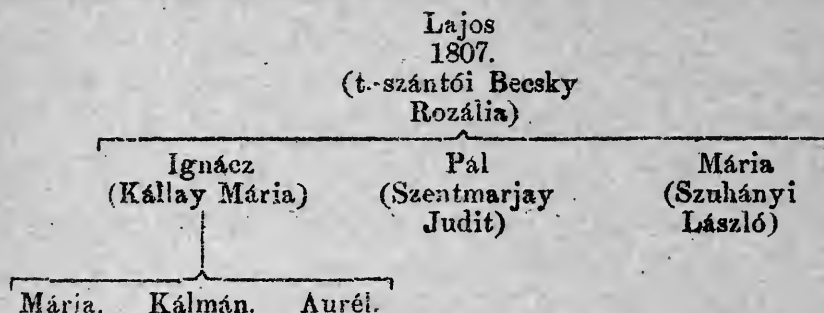 Lajos
1807.
(t.-szántói Becsky
Rozália)
Ignácz Pál Mária
(Kállay Mária) (Szentmarjay (Szuhányi
Judit) László)
Mária. Kálmán. Aurél.